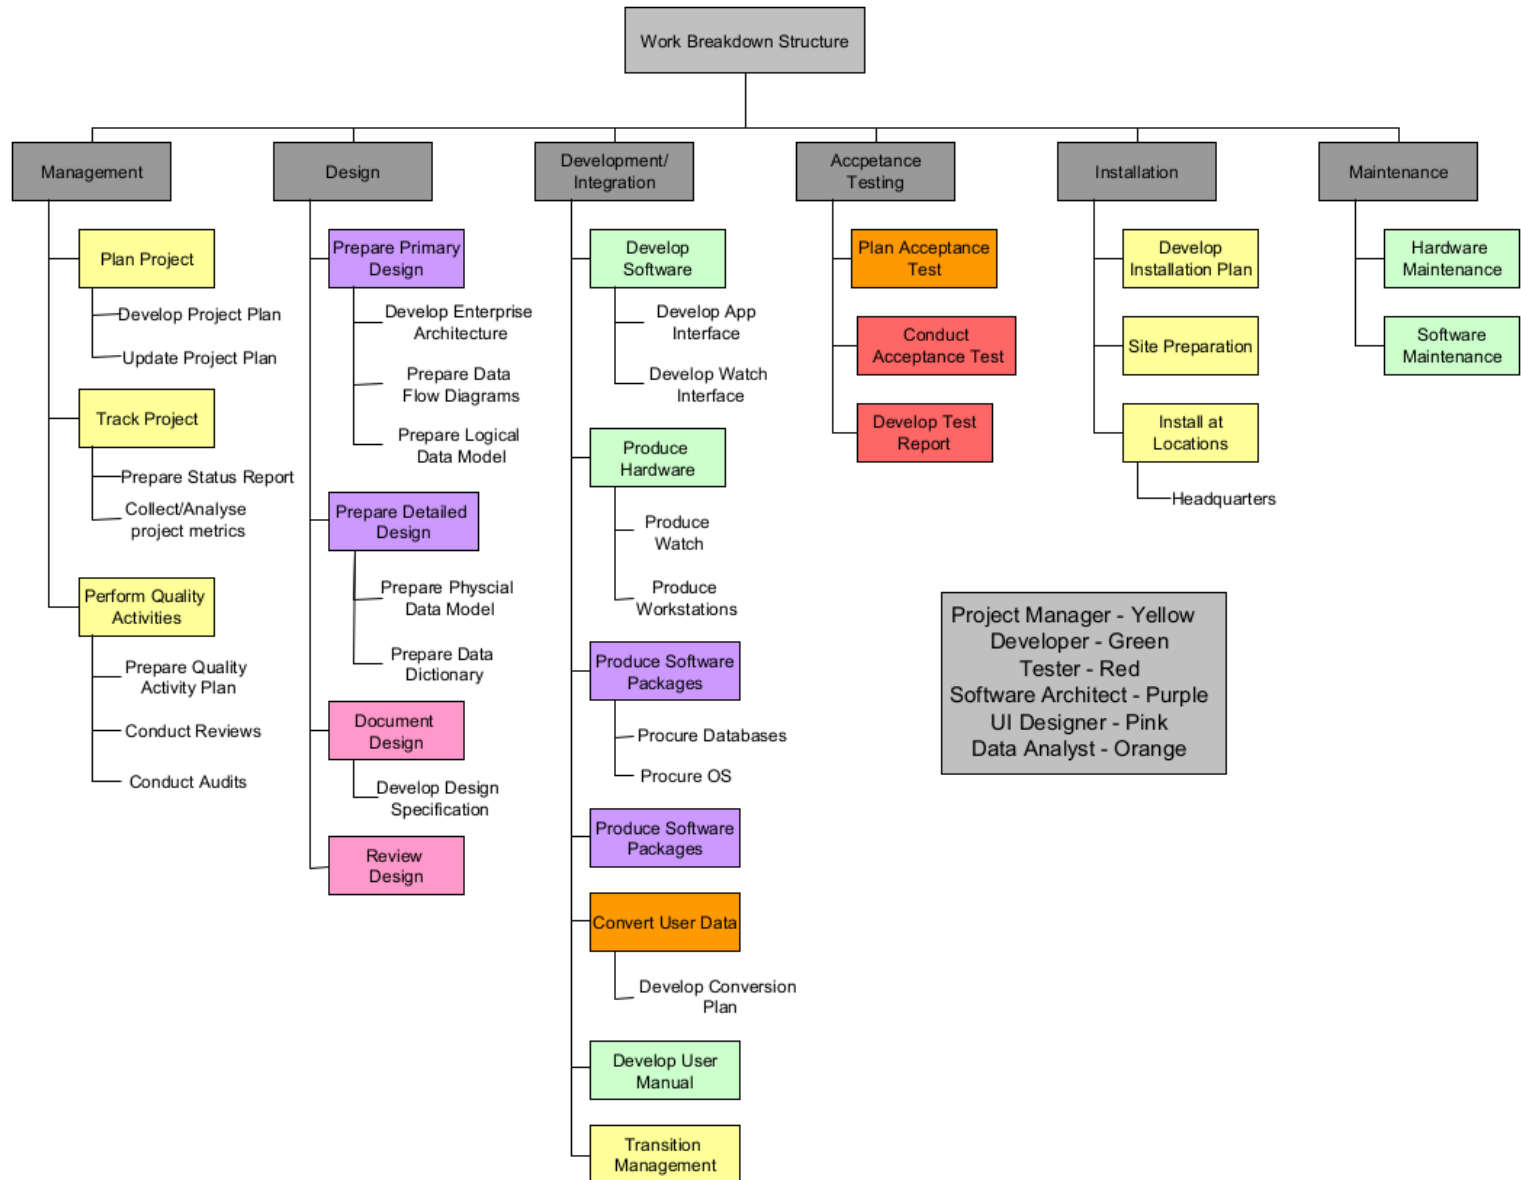 Work Breakdown Structure
Management
Plan Project
Develop Project Plan
Update Project Plan
Track Project
Prepare Status Report
Collect/Analyse
project metrics
Perform Quality
Activities
Prepare Quality
Activity Plan
Conduct Reviews
Conduct Audits
Design
Prepare Primary
Design
Develop Enterprise
Architecture
Prepare Data
Flow Diagrams
Prepare Logical
Data Model
Prepare Detailed
Design
Prepare Physcial
Data Model
Prepare Data
Dictionary
Document
Design
Develop Design
Specification
Review
Design
Development/
Integration
Develop
Software
Develop App
Interface
Develop Watch
Interface
Produce
Hardware
Produce
Watch
Produce
Workstations
Produce Software
Packages
Procure Databases
Procure OS
Produce Software
Packages
Convert User Data
Develop Conversion
Plan
Develop User
Manual
Transition
Management
Accpetance
Testing
Plan Acceptance
Test
Conduct
Acceptance Test
Develop Test
Report
Installation
Develop
Installation Plan
Site Preparation
Install at
Locations
Headquarters
Maintenance
Hardware
Maintenance
Software
Maintenance
Project Manager - Yellow
Developer - Green
Tester - Red
Software Architect - Purple
UI Designer - Pink
Data Analyst - Orange